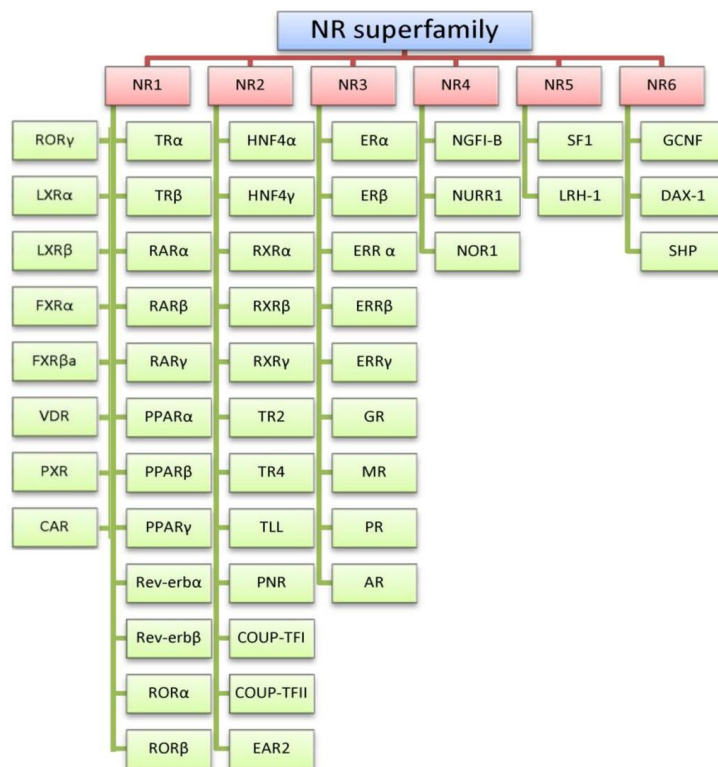 NR superfamily
NR1 NR2 NR3 NR4 NR5 NR6
RORγ TRα HNF4α ERα NGFI-B SF1 GCNF
LXRα TRβ HNF4γ ERβ NURR1 LRH-1 DAX-1
LXRβ RARα RXRα ERR α NOR1 SHP
FXRα RARβ RXRβ ERRβ
FXRβa RARγ RXRγ ERRγ
VDR PPARα TR2 GR
PXR PPARβ TR4 MR
CAR PPARγ TLL PR
Rev-erbα PNR AR
Rev-erbβ COUP-TFI
RORα COUP-TFII
RORβ EAR2